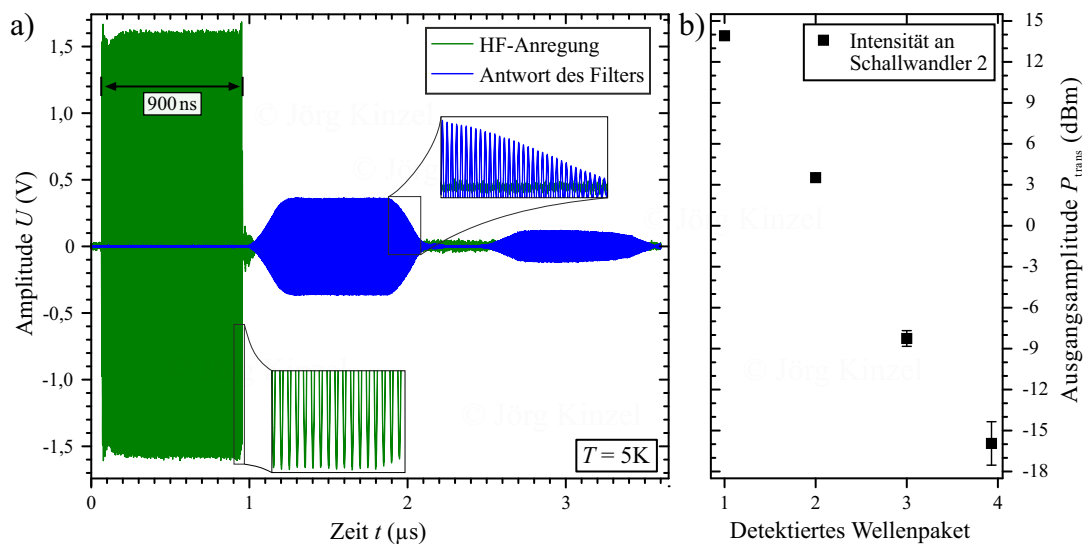 a)
HF-Anregung
Antwort des Filters
900 ns
1,5
1,0
0,5
0
-0,5
-1,0
-1,5
Amplitude U (V)
T = 5K
0 1 2 3
Zeit t (µs)
b)
Intensität an
Schallwandler 2
15
12
9
6
3
0
-3
-6
-9
-12
-15
-18
Ausgangsamplitude P_trans (dBm)
1 2 3 4
Detektiertes Wellenpaket
© Jörg Kinzel
© Jörg Kinzel
© Jörg Kinzel
© Jörg Kinzel
© Jörg Kinzel